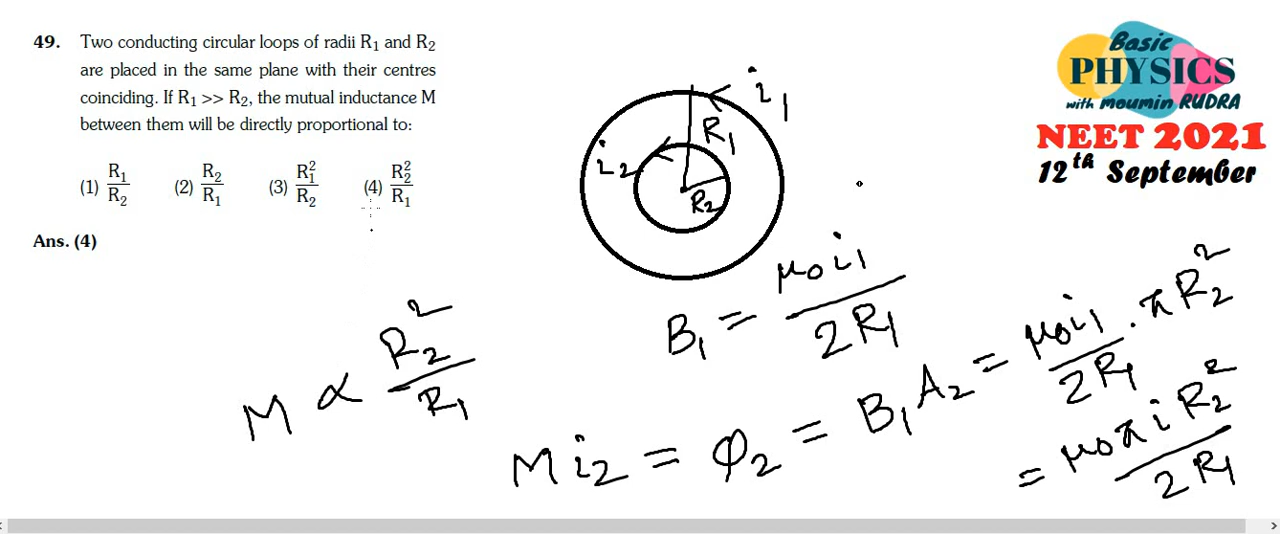 49. Two conducting circular loops of radii R₁ and R₂
are placed in the same plane with their centres
coinciding. If R₁ >> R₂, the mutual inductance M
between them will be directly proportional to:
(1) R₁/R₂ (2) R₂/R₁ (3) R₁²/R₂ (4) R₂²/R₁
Ans. (4)
Basic
PHYSICS
with moumin RUDRA
NEET 2021
12th September
i₁
R₁
i₂
R₂
B₁ = μ₀i₁/2R₁
M ∝ R₂²/R₁
Mi₂ = φ₂ = B₁A₂ = μ₀i₁/2R₁ . πR₂²
= μ₀πiR₂²/2R₁